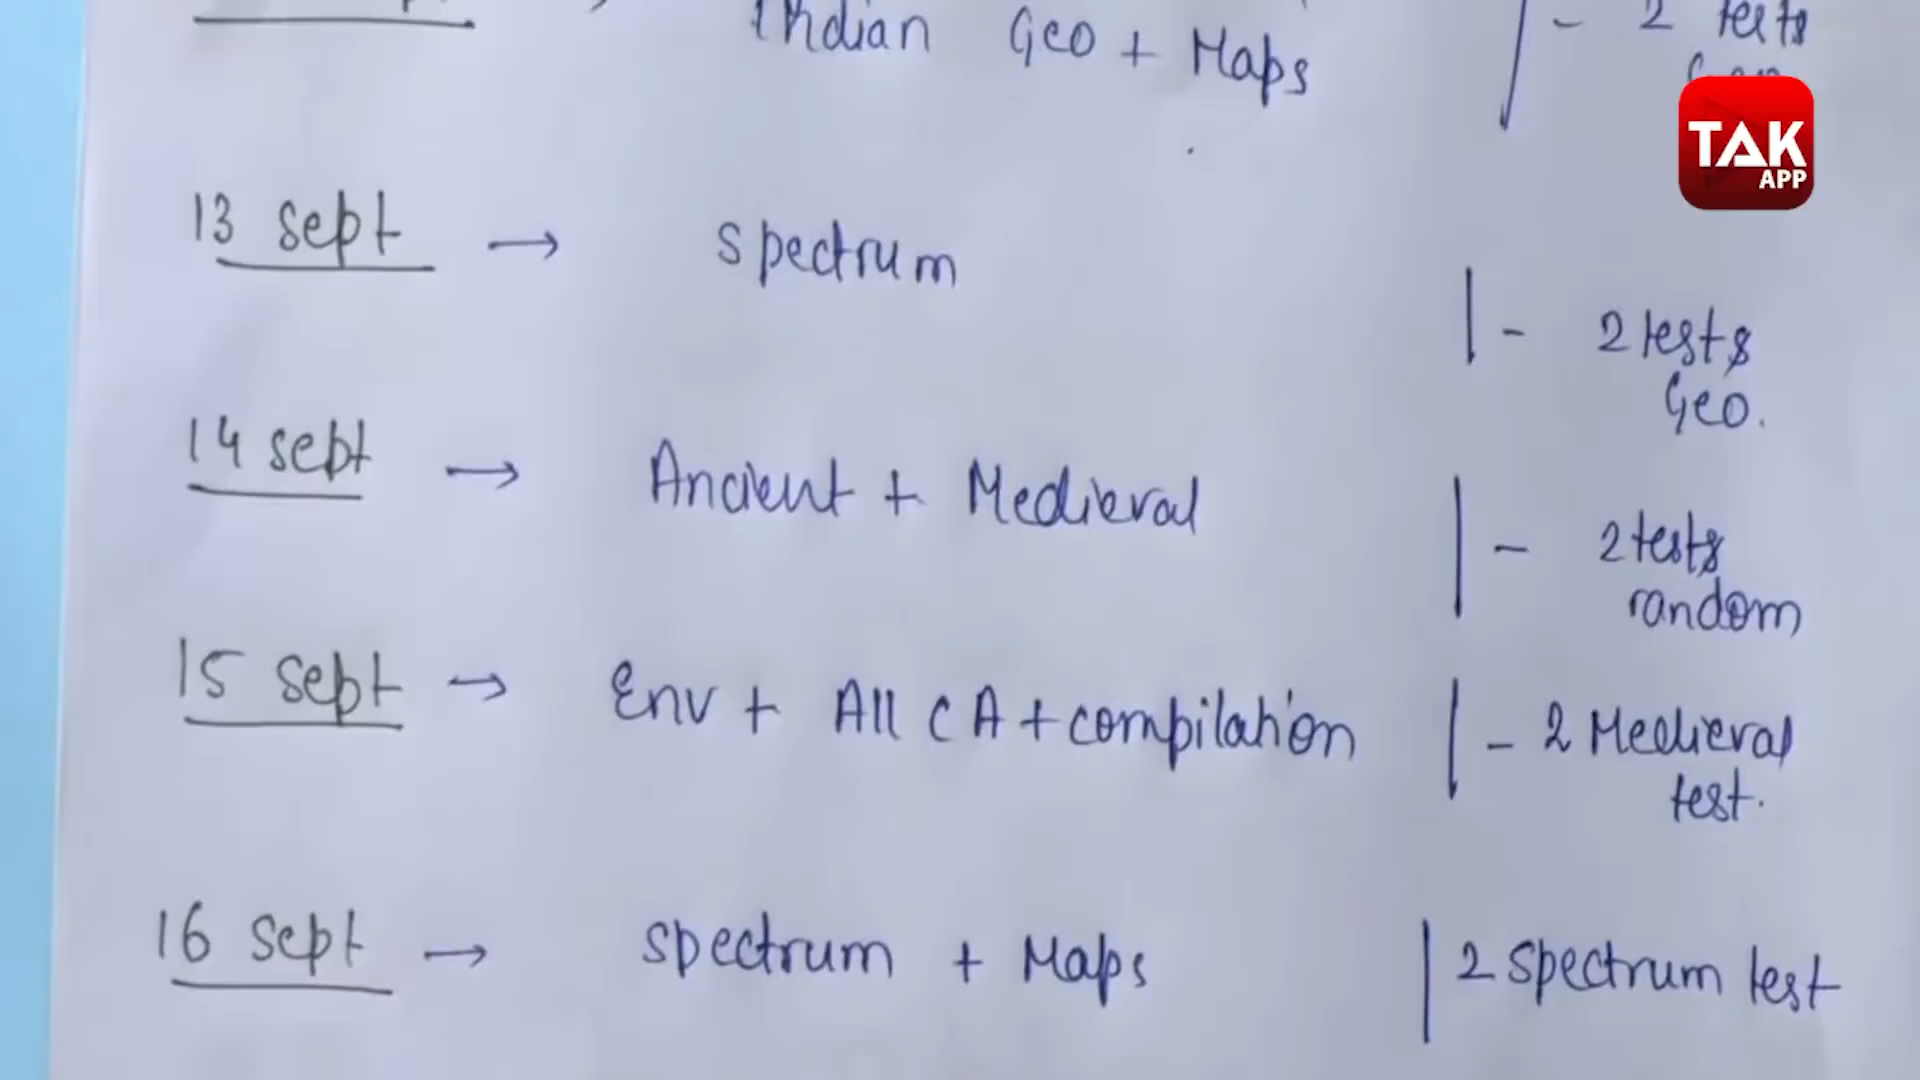 Indian Geo + Maps - 2 tests
TAK
APP
13 sept → spectrum - 2 tests
Geo.
14 sept → Ancient + Medieval - 2 tests
random
15 sept → Env + All CA + compilation - 2 Medieval
test.
16 sept → spectrum + Maps 2 spectrum test